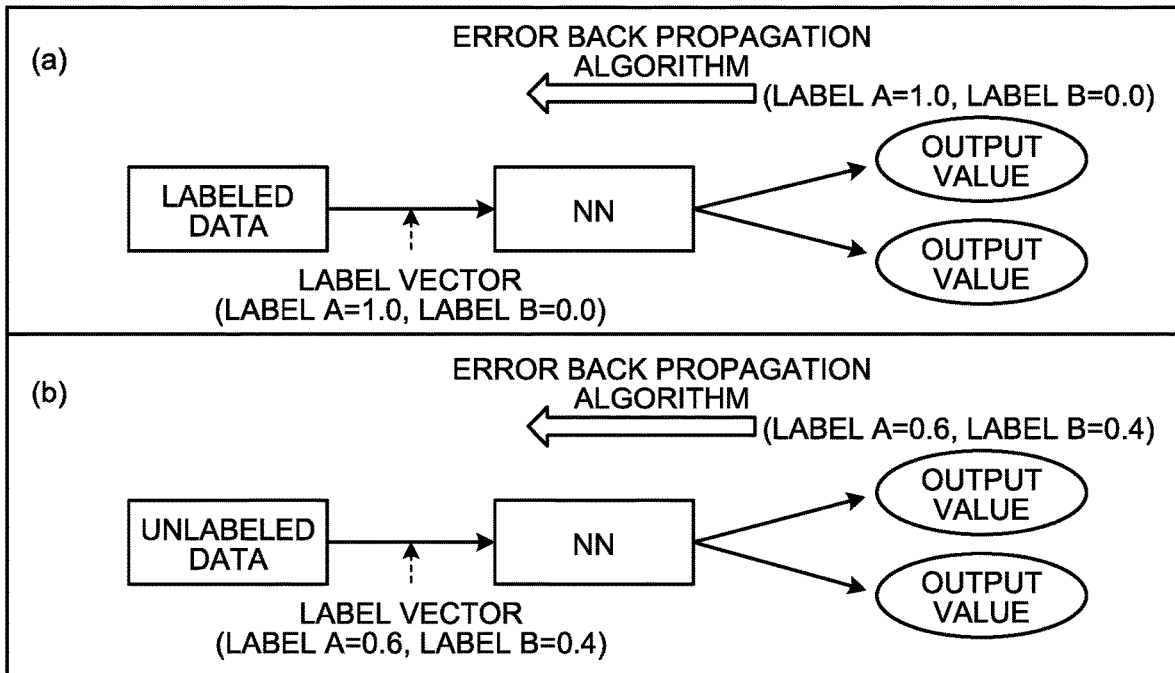 (a)
ERROR BACK PROPAGATION
ALGORITHM
(LABEL A=1.0, LABEL B=0.0)
LABELED
DATA
NN
OUTPUT
VALUE
OUTPUT
VALUE
LABEL VECTOR
(LABEL A=1.0, LABEL B=0.0)
(b)
ERROR BACK PROPAGATION
ALGORITHM
(LABEL A=0.6, LABEL B=0.4)
UNLABELED
DATA
NN
OUTPUT
VALUE
OUTPUT
VALUE
LABEL VECTOR
(LABEL A=0.6, LABEL B=0.4)